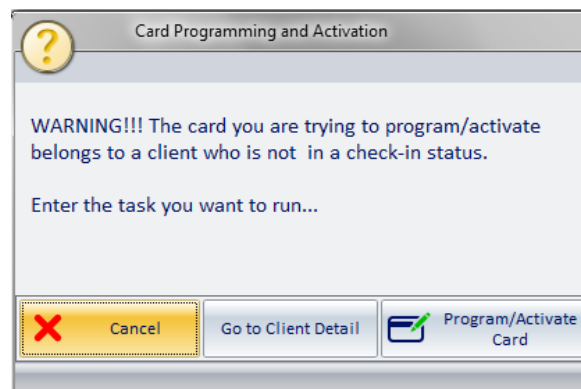 Card Programming and Activation
WARNING!!! The card you are trying to program/activate
belongs to a client who is not in a check-in status.
Enter the task you want to run...
Cancel
Go to Client Detail
Program/Activate
Card